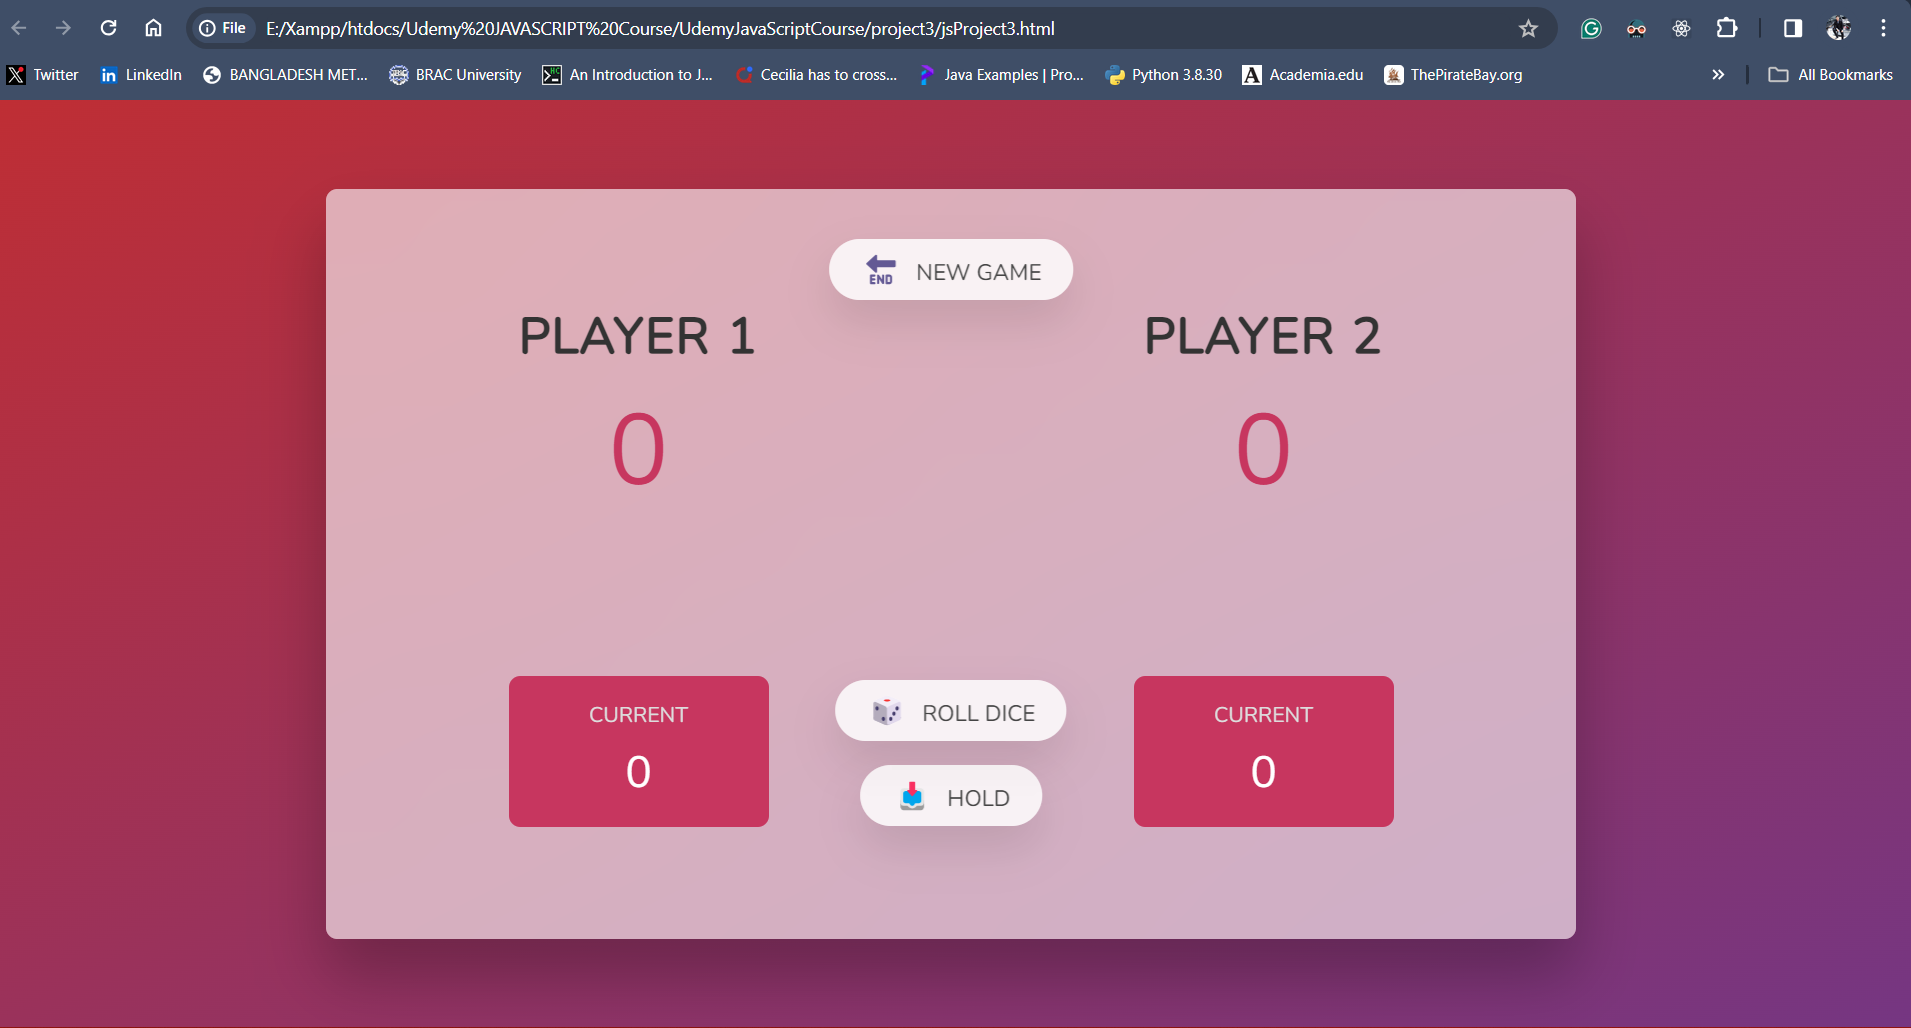 File E:/Xampp/htdocs/Udemy%20JAVASCRIPT%20Course/UdemyJavaScriptCourse/project3/jsProject3.html
Twitter LinkedIn BANGLADESH MET... BRAC University An Introduction to J... Cecilia has to cross... Java Examples | Pro... Python 3.8.30 Academia.edu ThePirateBay.org » All Bookmarks
END NEW GAME
PLAYER 1 PLAYER 2
0 0
CURRENT ROLL DICE CURRENT
0 HOLD 0